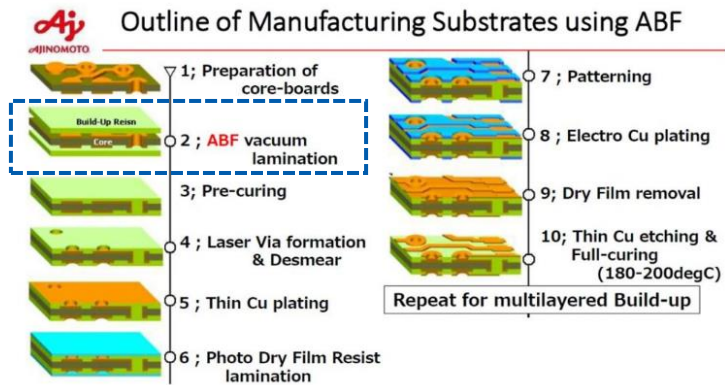 Aj
AJINOMOTO
Outline of Manufacturing Substrates using ABF
1; Preparation of
core-boards
Build-Up Reisn
Core
2 ; ABF vacuum
lamination
3; Pre-curing
4 ; Laser Via formation
& Desmear
5 ; Thin Cu plating
6 ; Photo Dry Film Resist
lamination
7 ; Patterning
8 ; Electro Cu plating
9; Dry Film removal
10; Thin Cu etching &
Full-curing
(180-200degC)
Repeat for multilayered Build-up